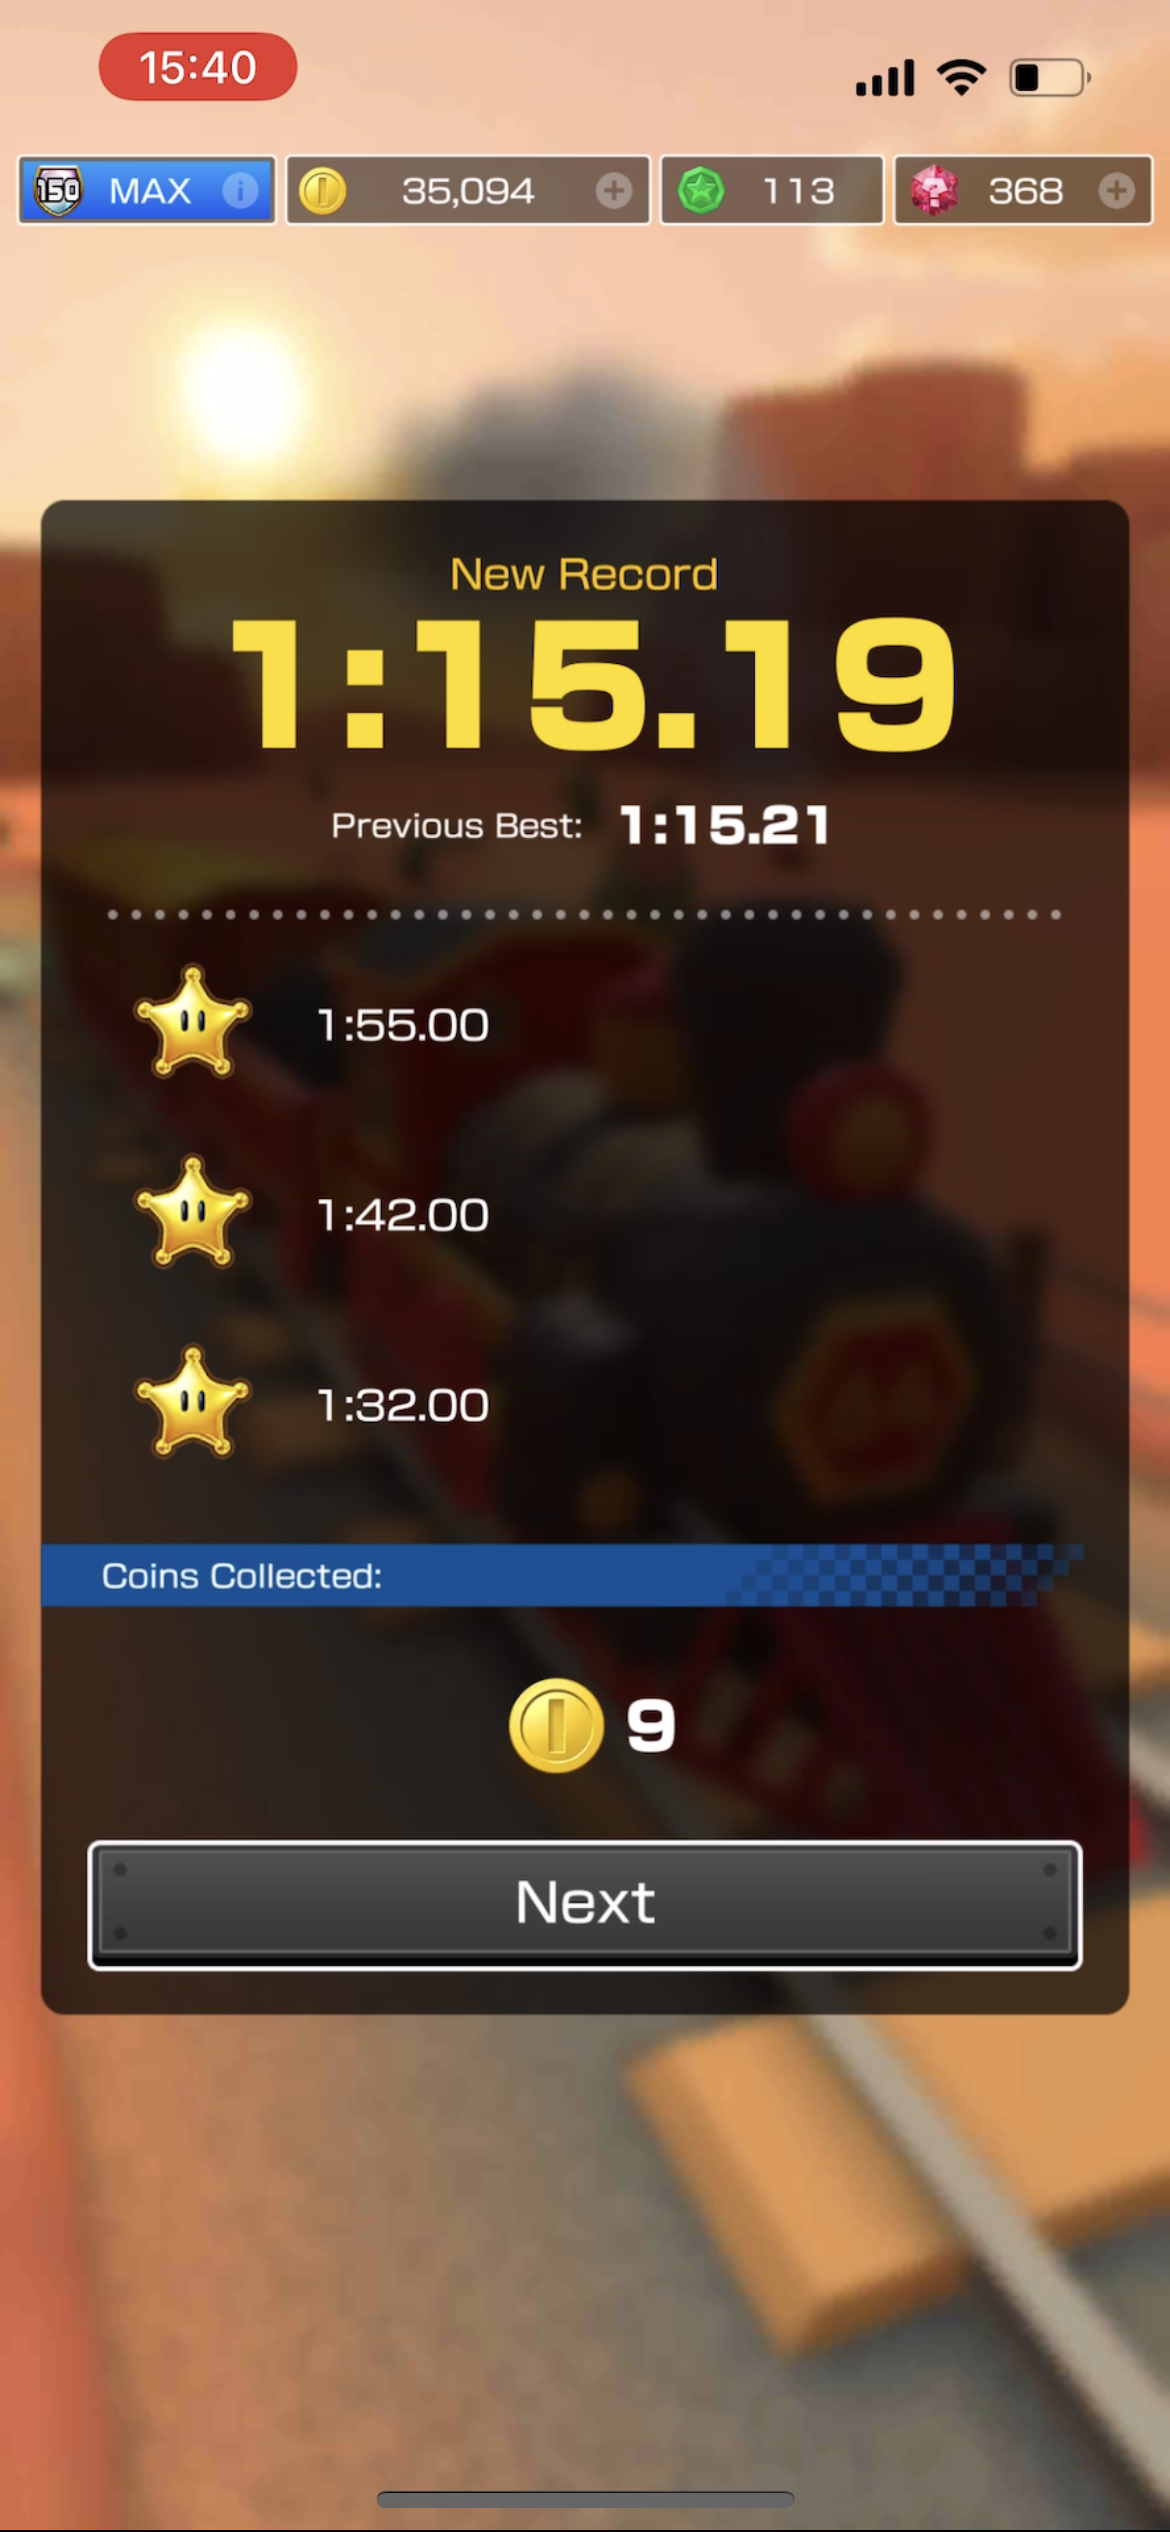 15:40
150 MAX i 35,094 + 113 ? 368 +
New Record
1:15.19
Previous Best: 1:15.21
1:55.00
1:42.00
1:32.00
Coins Collected:
9
Next